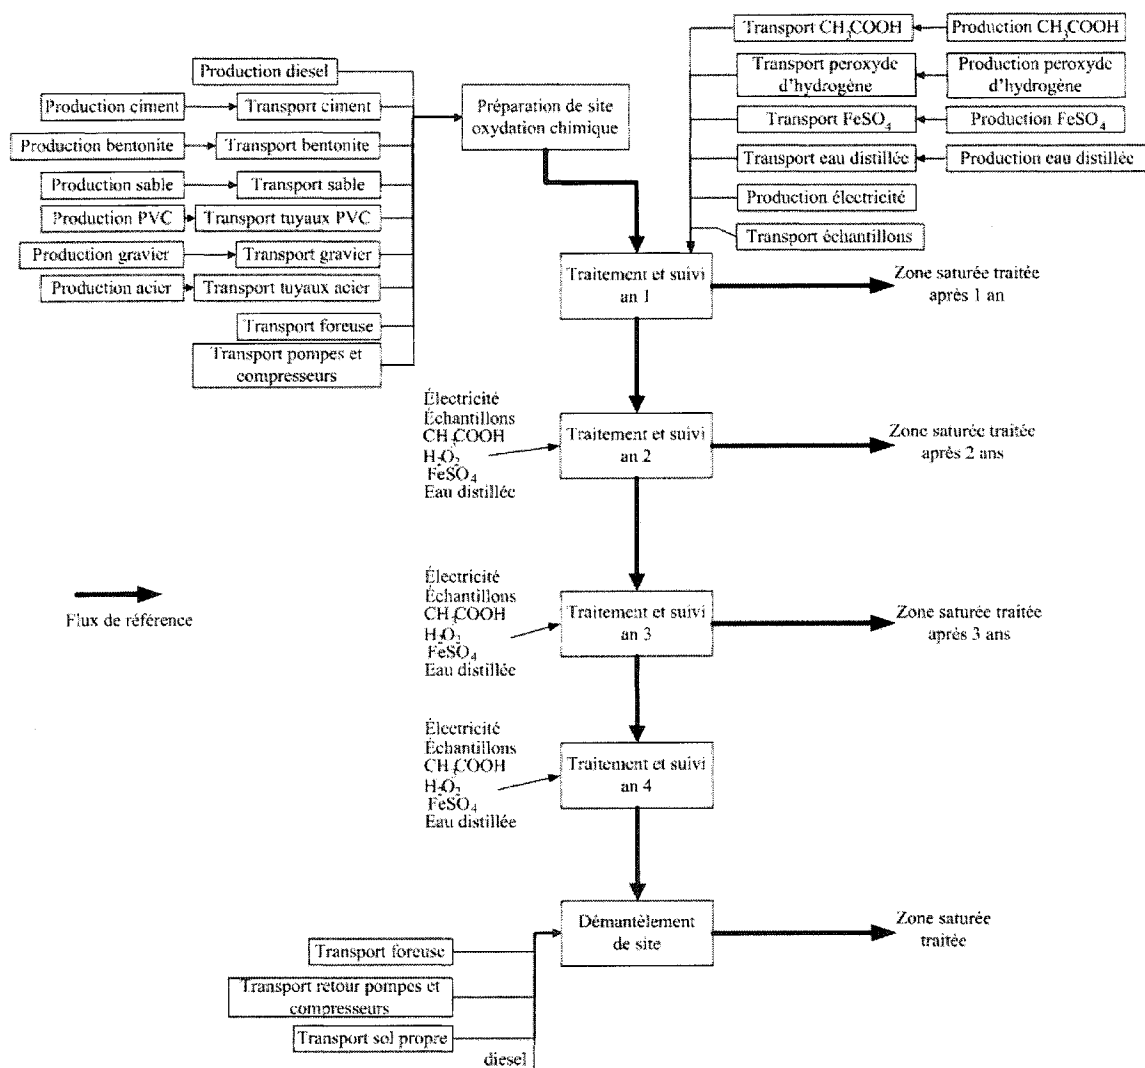 Transport CH3COOH
Production CH3COOH
Production diesel
Transport peroxyde
d'hydrogène
Production peroxyde
d'hydrogène
Production ciment
Transport ciment
Préparation de site
oxydation chimique
Transport FeSO4
Production FeSO4
Production bentonite
Transport bentonite
Transport eau distillée
Production eau distillée
Production sable
Transport sable
Production électricité
Production PVC
Transport tuyaux PVC
Transport échantillons
Production gravier
Transport gravier
Traitement et suivi
an 1
Zone saturée traitée
après 1 an
Production acier
Transport tuyaux acier
Transport foreuse
Transport pompes et
compresseurs
Électricité
Échantillons
CH3COOH
H2O2
FeSO4
Eau distillée
Traitement et suivi
an 2
Zone saturée traitée
après 2 ans
Flux de référence
Électricité
Échantillons
CH3COOH
H2O2
FeSO4
Eau distillée
Traitement et suivi
an 3
Zone saturée traitée
après 3 ans
Électricité
Échantillons
CH3COOH
H2O2
FeSO4
Eau distillée
Traitement et suivi
an 4
Démantèlement
de site
Zone saturée
traitée
Transport foreuse
Transport retour pompes et
compresseurs
Transport sol propre
diesel